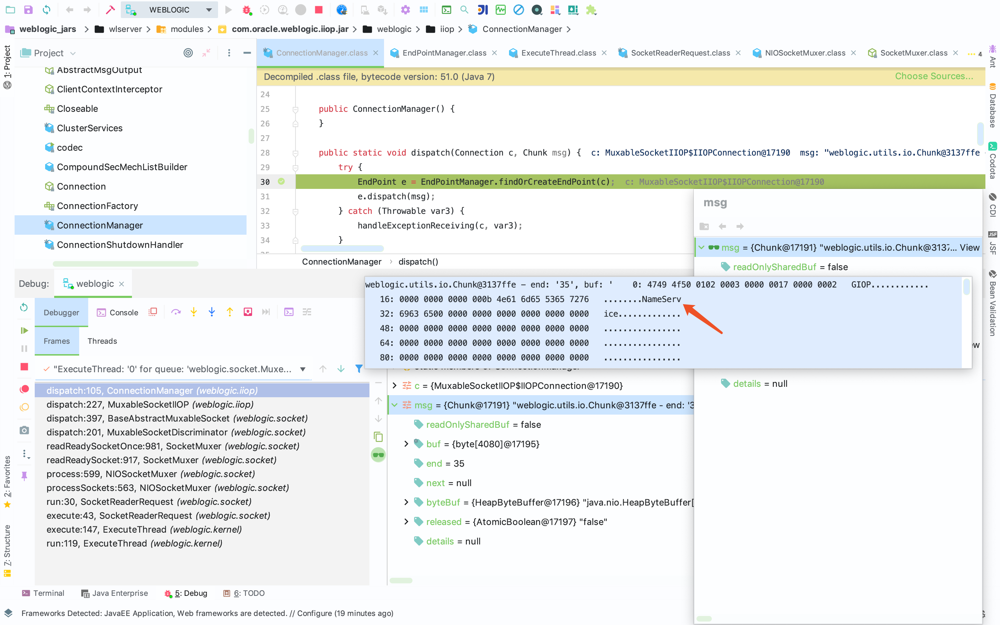 WEBLOGIC
weblogic_jars > wlserver > modules > com.oracle.weblogic.iiop.jar > weblogic > iiop > ConnectionManager >
1: Project
Project
AbstractMsgOutput
ClientContextInterceptor
Closeable
ClusterServices
codec
CompoundSecMechListBuilder
Connection
ConnectionFactory
ConnectionManager
ConnectionShutdownHandler
ConnectionManager.class
EndPointManager.class
ExecuteThread.class
SocketReaderRequest.class
NIOSocketMuxer.class
SocketMuxer.class
4
Decompiled .class file, bytecode version: 51.0 (Java 7)
Choose Sources...
24
25 public ConnectionManager() {
26 }
27
28 public static void dispatch(Connection c, Chunk msg) { c: MuxableSocketIIOP$IIOPConnection@17190 msg: "weblogic.utils.io.Chunk@3137ffe
29 try {
30 EndPoint e = EndPointManager.findOrCreateEndPoint(c); c: MuxableSocketIIOP$IIOPConnection@17190
31 e.dispatch(msg);
32 } catch (Throwable var3) {
33 handleExceptionReceiving(c, var3);
34 }
ConnectionManager > dispatch()
Ant
Database
Codota
CDI
JSF
JSF
Bean Validation
msg
msg = {Chunk@17191} "weblogic.utils.io.Chunk@3137... View
readOnlySharedBuf = false
weblogic.utils.io.Chunk@3137ffe – end: '35', buf: ' 0: 4749 4f50 0102 0003 0000 0017 0000 0002 GIOP............
16: 0000 0000 0000 000b 4e61 6d65 5365 7276 ........NameServ
32: 6963 6500 0000 0000 0000 0000 0000 0000 ice.............
48: 0000 0000 0000 0000 0000 0000 0000 0000 ................
64: 0000 0000 0000 0000 0000 0000 0000 0000 ................
80: 0000 0000 0000 0000 0000 0000 0000 0000 ................
details = null
Debug:
weblogic
Debugger
Console
Frames
Threads
"ExecuteThread: '0' for queue: 'weblogic.socket.Muxe...
dispatch:105, ConnectionManager (weblogic.iiop)
dispatch:227, MuxableSocketIIOP (weblogic.iiop)
dispatch:397, BaseAbstractMuxableSocket (weblogic.socket)
dispatch:201, MuxableSocketDiscriminator (weblogic.socket)
readReadySocketOnce:981, SocketMuxer (weblogic.socket)
readReadySocket:917, SocketMuxer (weblogic.socket)
process:599, NIOSocketMuxer (weblogic.socket)
processSockets:563, NIOSocketMuxer (weblogic.socket)
run:30, SocketReaderRequest (weblogic.socket)
execute:43, SocketReaderRequest (weblogic.socket)
execute:147, ExecuteThread (weblogic.kernel)
run:119, ExecuteThread (weblogic.kernel)
c = {MuxableSocketIIOP$IIOPConnection@17190}
msg = {Chunk@17191} "weblogic.utils.io.Chunk@3137ffe - end: '3
readOnlySharedBuf = false
buf = {byte[4080]@17195}
end = 35
next = null
byteBuf = {HeapByteBuffer@17196} "java.nio.HeapByteBuffer[
released = {AtomicBoolean@17197} "false"
details = null
2: Favorites
7: Structure
Terminal
Java Enterprise
5: Debug
6: TODO
Frameworks Detected: JavaEE Application, Web frameworks are detected. // Configure (19 minutes ago)